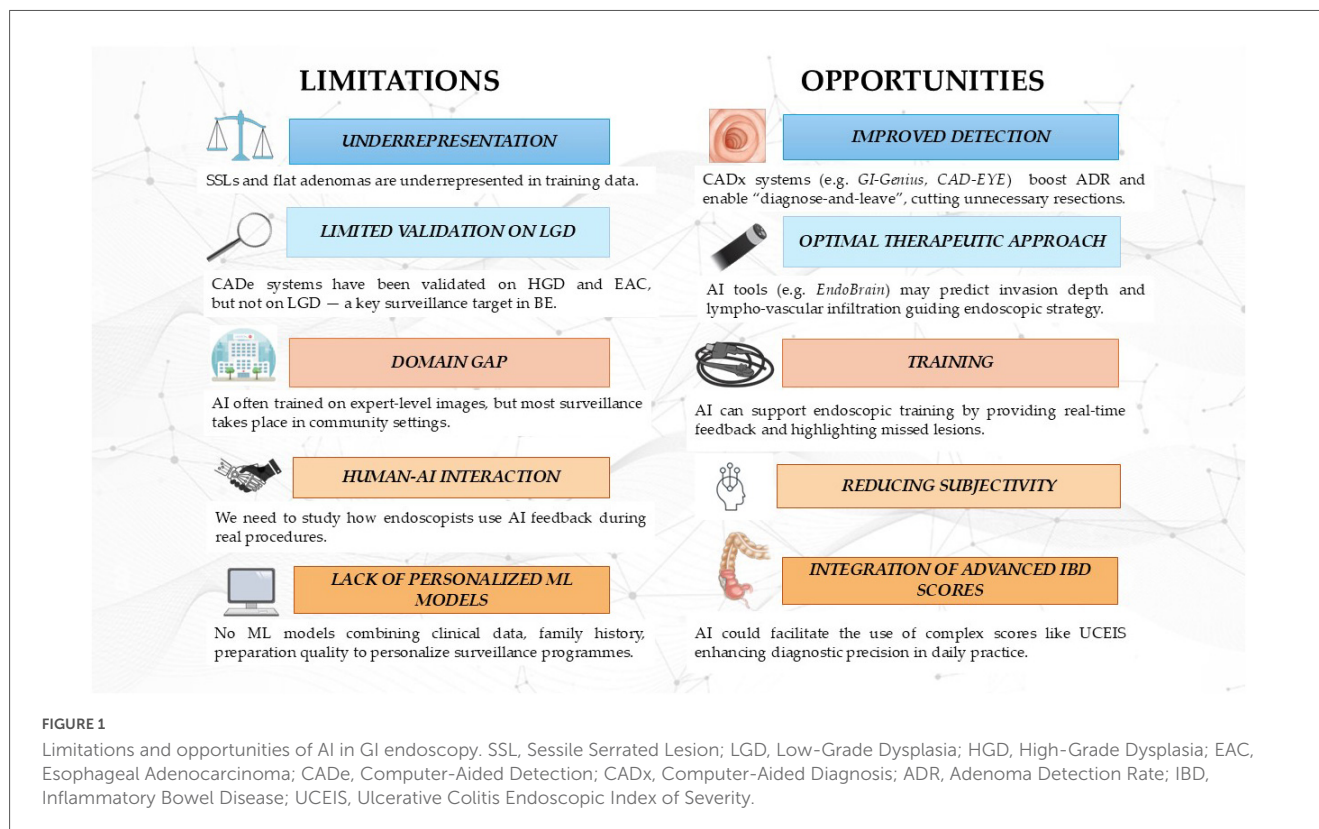 LIMITATIONS
UNDERREPRESENTATION
SSLs and flat adenomas are underrepresented in training data.
LIMITED VALIDATION ON LGD
CADe systems have been validated on HGD and EAC,
but not on LGD — a key surveillance target in BE.
DOMAIN GAP
AI often trained on expert-level images, but most surveillance
takes place in community settings.
HUMAN-AI INTERACTION
We need to study how endoscopists use AI feedback during
real procedures.
LACK OF PERSONALIZED ML
MODELS
No ML models combining clinical data, family history,
preparation quality to personalize surveillance programmes.
OPPORTUNITIES
IMPROVED DETECTION
CADx systems (e.g. GI-Genius, CAD-EYE) boost ADR and
enable “diagnose-and-leave”, cutting unnecessary resections.
OPTIMAL THERAPEUTIC APPROACH
AI tools (e.g. EndoBrain) may predict invasion depth and
lympho-vascular infiltration guiding endoscopic strategy.
TRAINING
AI can support endoscopic training by providing real-time
feedback and highlighting missed lesions.
REDUCING SUBJECTIVITY
INTEGRATION OF ADVANCED IBD
SCORES
AI could facilitate the use of complex scores like UCEIS
enhancing diagnostic precision in daily practice.
FIGURE 1
Limitations and opportunities of AI in GI endoscopy. SSL, Sessile Serrated Lesion; LGD, Low-Grade Dysplasia; HGD, High-Grade Dysplasia; EAC,
Esophageal Adenocarcinoma; CADe, Computer-Aided Detection; CADx, Computer-Aided Diagnosis; ADR, Adenoma Detection Rate; IBD,
Inflammatory Bowel Disease; UCEIS, Ulcerative Colitis Endoscopic Index of Severity.